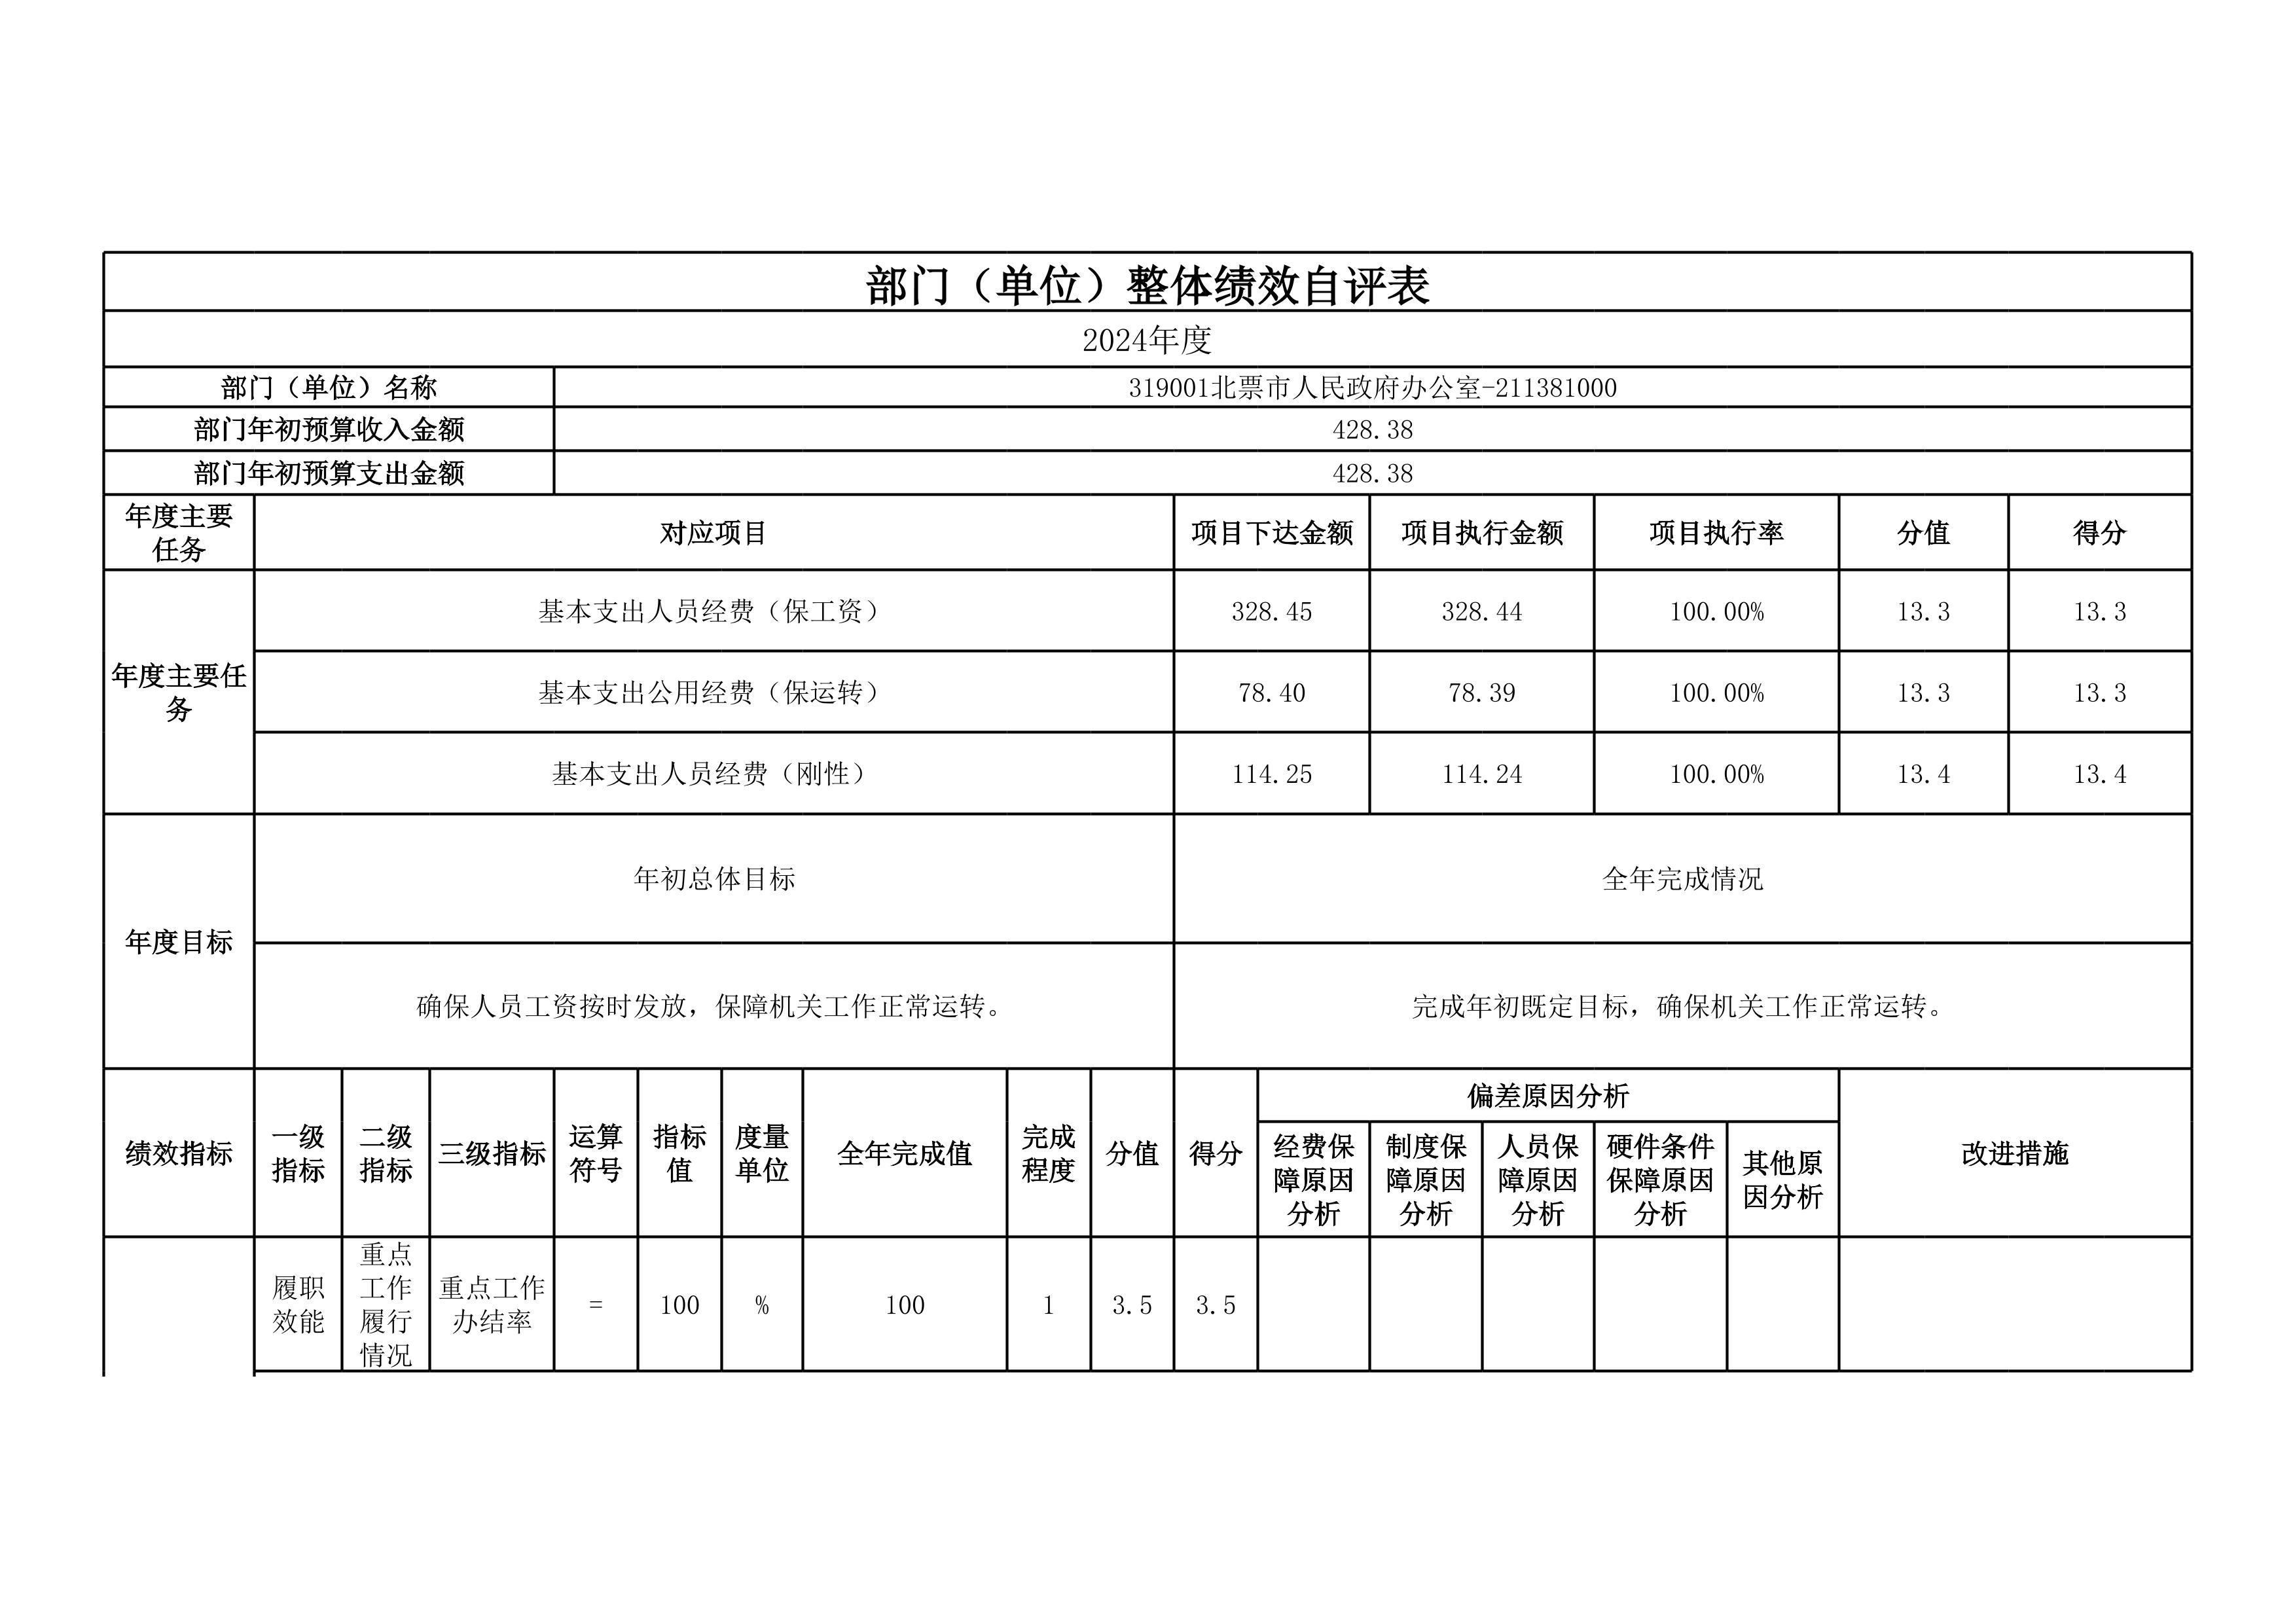 部门（单位）整体绩效自评表
2024年度
部门（单位）名称 319001北票市人民政府办公室-211381000
部门年初预算收入金额 428.38
部门年初预算支出金额 428.38
年度主要
任务
对应项目 项目下达金额 项目执行金额 项目执行率 分值 得分
年度主要任
务
基本支出人员经费（保工资） 328.45 328.44 100.00% 13.3 13.3
基本支出公用经费（保运转） 78.40 78.39 100.00% 13.3 13.3
基本支出人员经费（刚性） 114.25 114.24 100.00% 13.4 13.4
年度目标
年初总体目标 全年完成情况
确保人员工资按时发放，保障机关工作正常运转。 完成年初既定目标，确保机关工作正常运转。
绩效指标
一级
指标
二级
指标
三级指标
运算
符号
指标
值
度量
单位
全年完成值
完成
程度
分值
得分
偏差原因分析
经费保
障原因
分析
制度保
障原因
分析
人员保
障原因
分析
硬件条件
保障原因
分析
其他原
因分析
改进措施
履职
效能
重点
工作
履行
情况
重点工作
办结率
= 100 % 100 1 3.5 3.5